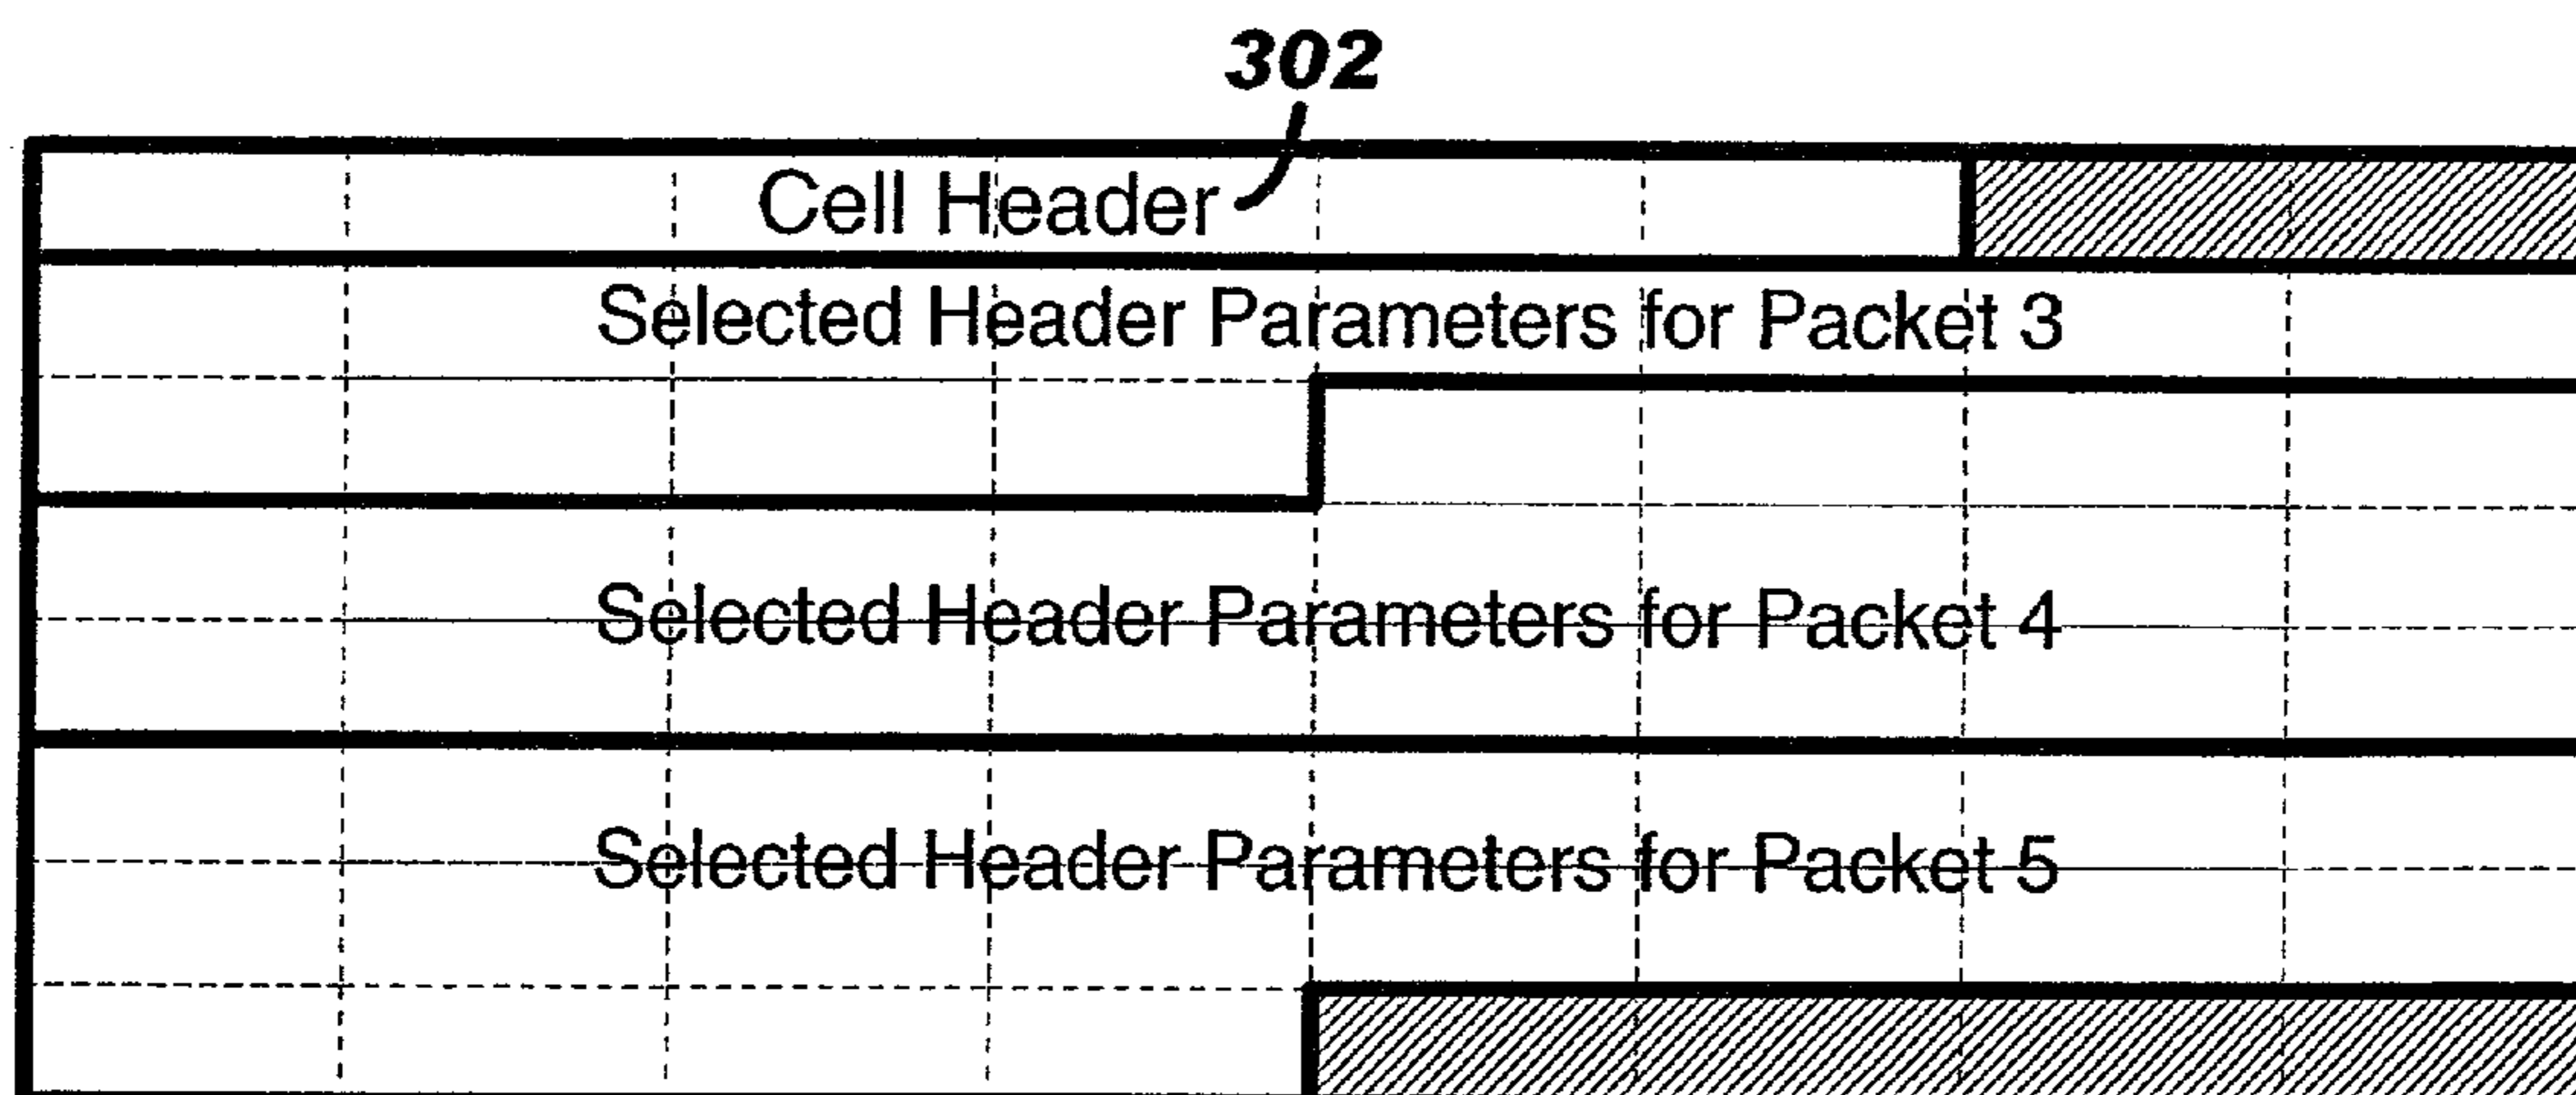 302
Cell Header
Selected Header Parameters for Packet 3
Selected Header Parameters for Packet 4
Selected Header Parameters for Packet 5